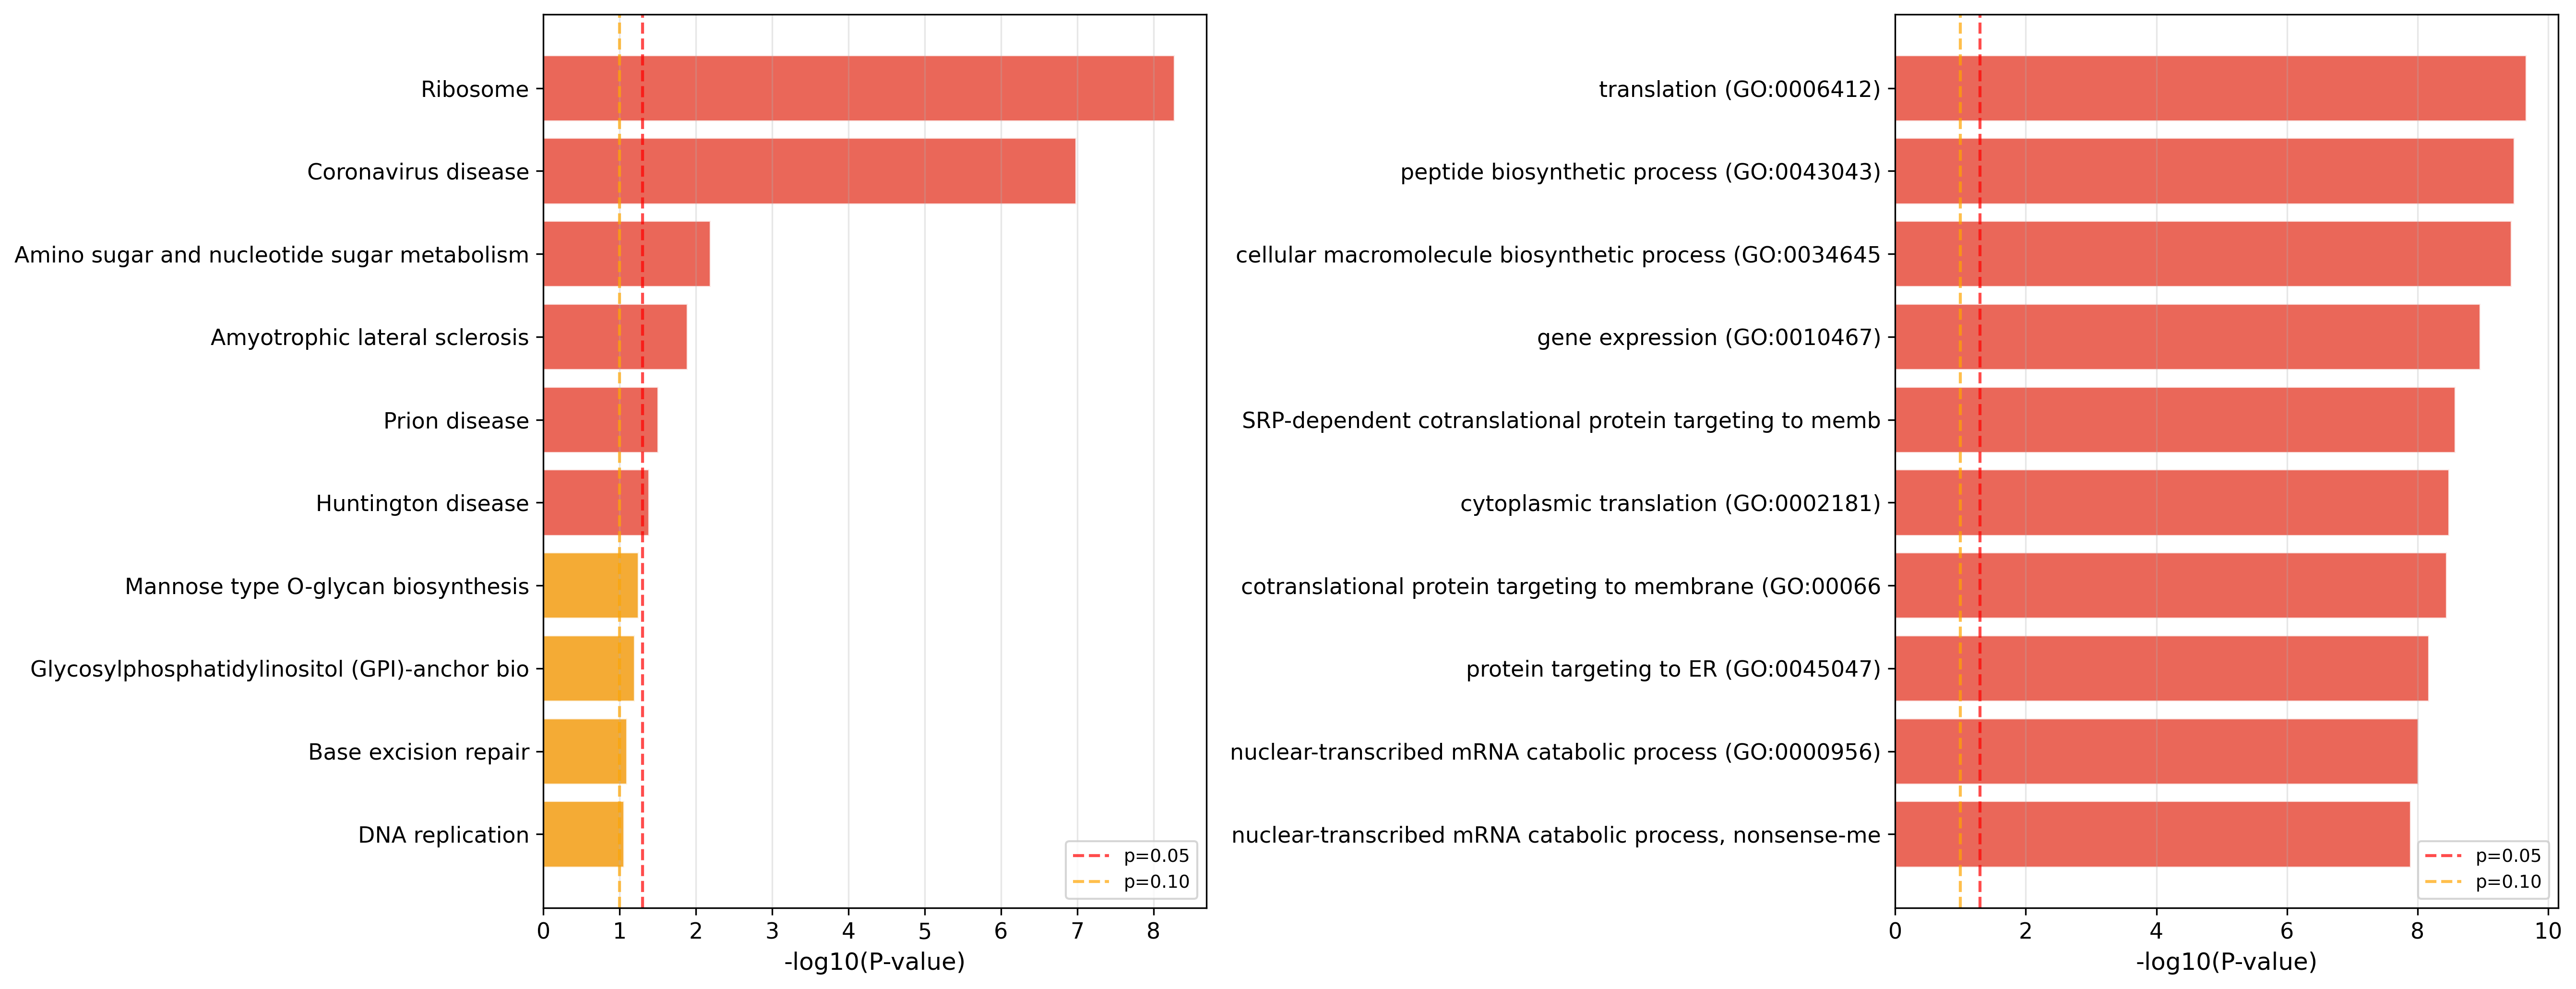 Ribosome
Coronavirus disease
Amino sugar and nucleotide sugar metabolism
Amyotrophic lateral sclerosis
Prion disease
Huntington disease
Mannose type O-glycan biosynthesis
Glycosylphosphatidylinositol (GPI)-anchor bio
Base excision repair
DNA replication
p=0.05
p=0.10
0 1 2 3 4 5 6 7 8
-log10(P-value)
translation (GO:0006412)
peptide biosynthetic process (GO:0043043)
cellular macromolecule biosynthetic process (GO:0034645
gene expression (GO:0010467)
SRP-dependent cotranslational protein targeting to memb
cytoplasmic translation (GO:0002181)
cotranslational protein targeting to membrane (GO:00066
protein targeting to ER (GO:0045047)
nuclear-transcribed mRNA catabolic process (GO:0000956)
nuclear-transcribed mRNA catabolic process, nonsense-me
p=0.05
p=0.10
0 2 4 6 8 10
-log10(P-value)